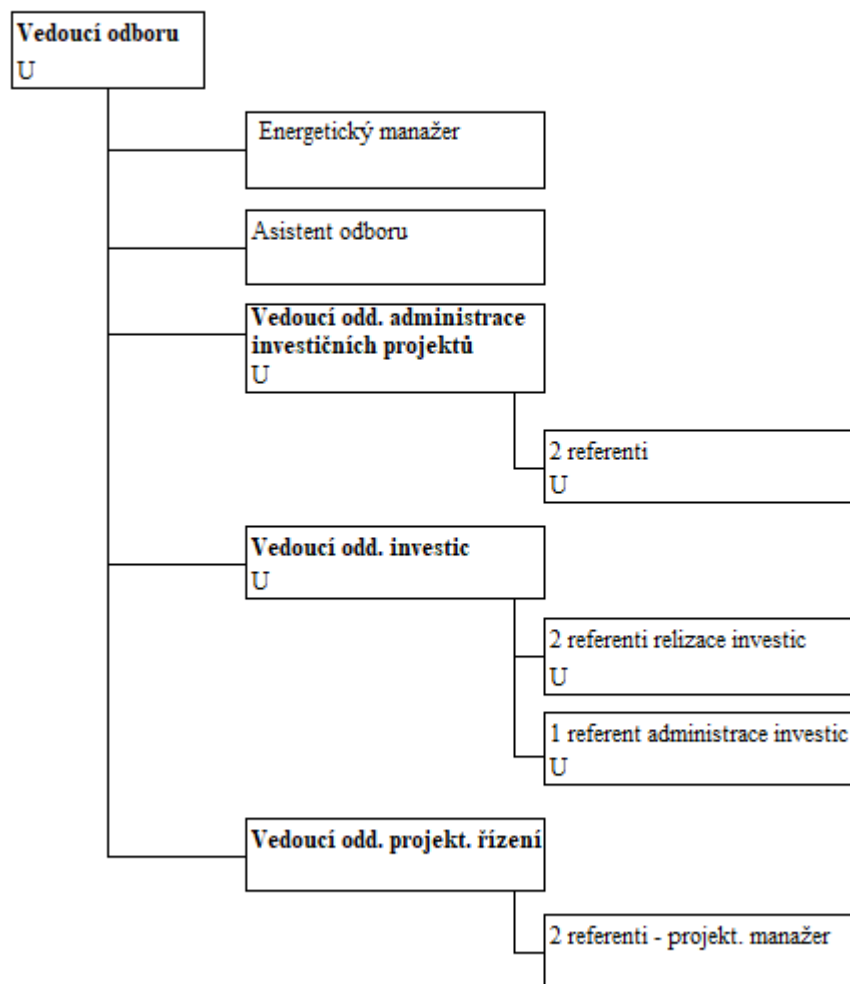 Vedoucí odboru
U
Energetický manažer
Asistent odboru
Vedoucí odd. administrace
investičních projektů
U
2 referenti
U
Vedoucí odd. investic
U
2 referenti relizace investic
U
1 referent administrace investic
U
Vedoucí odd. projekt. řízení
2 referenti - projekt. manažer